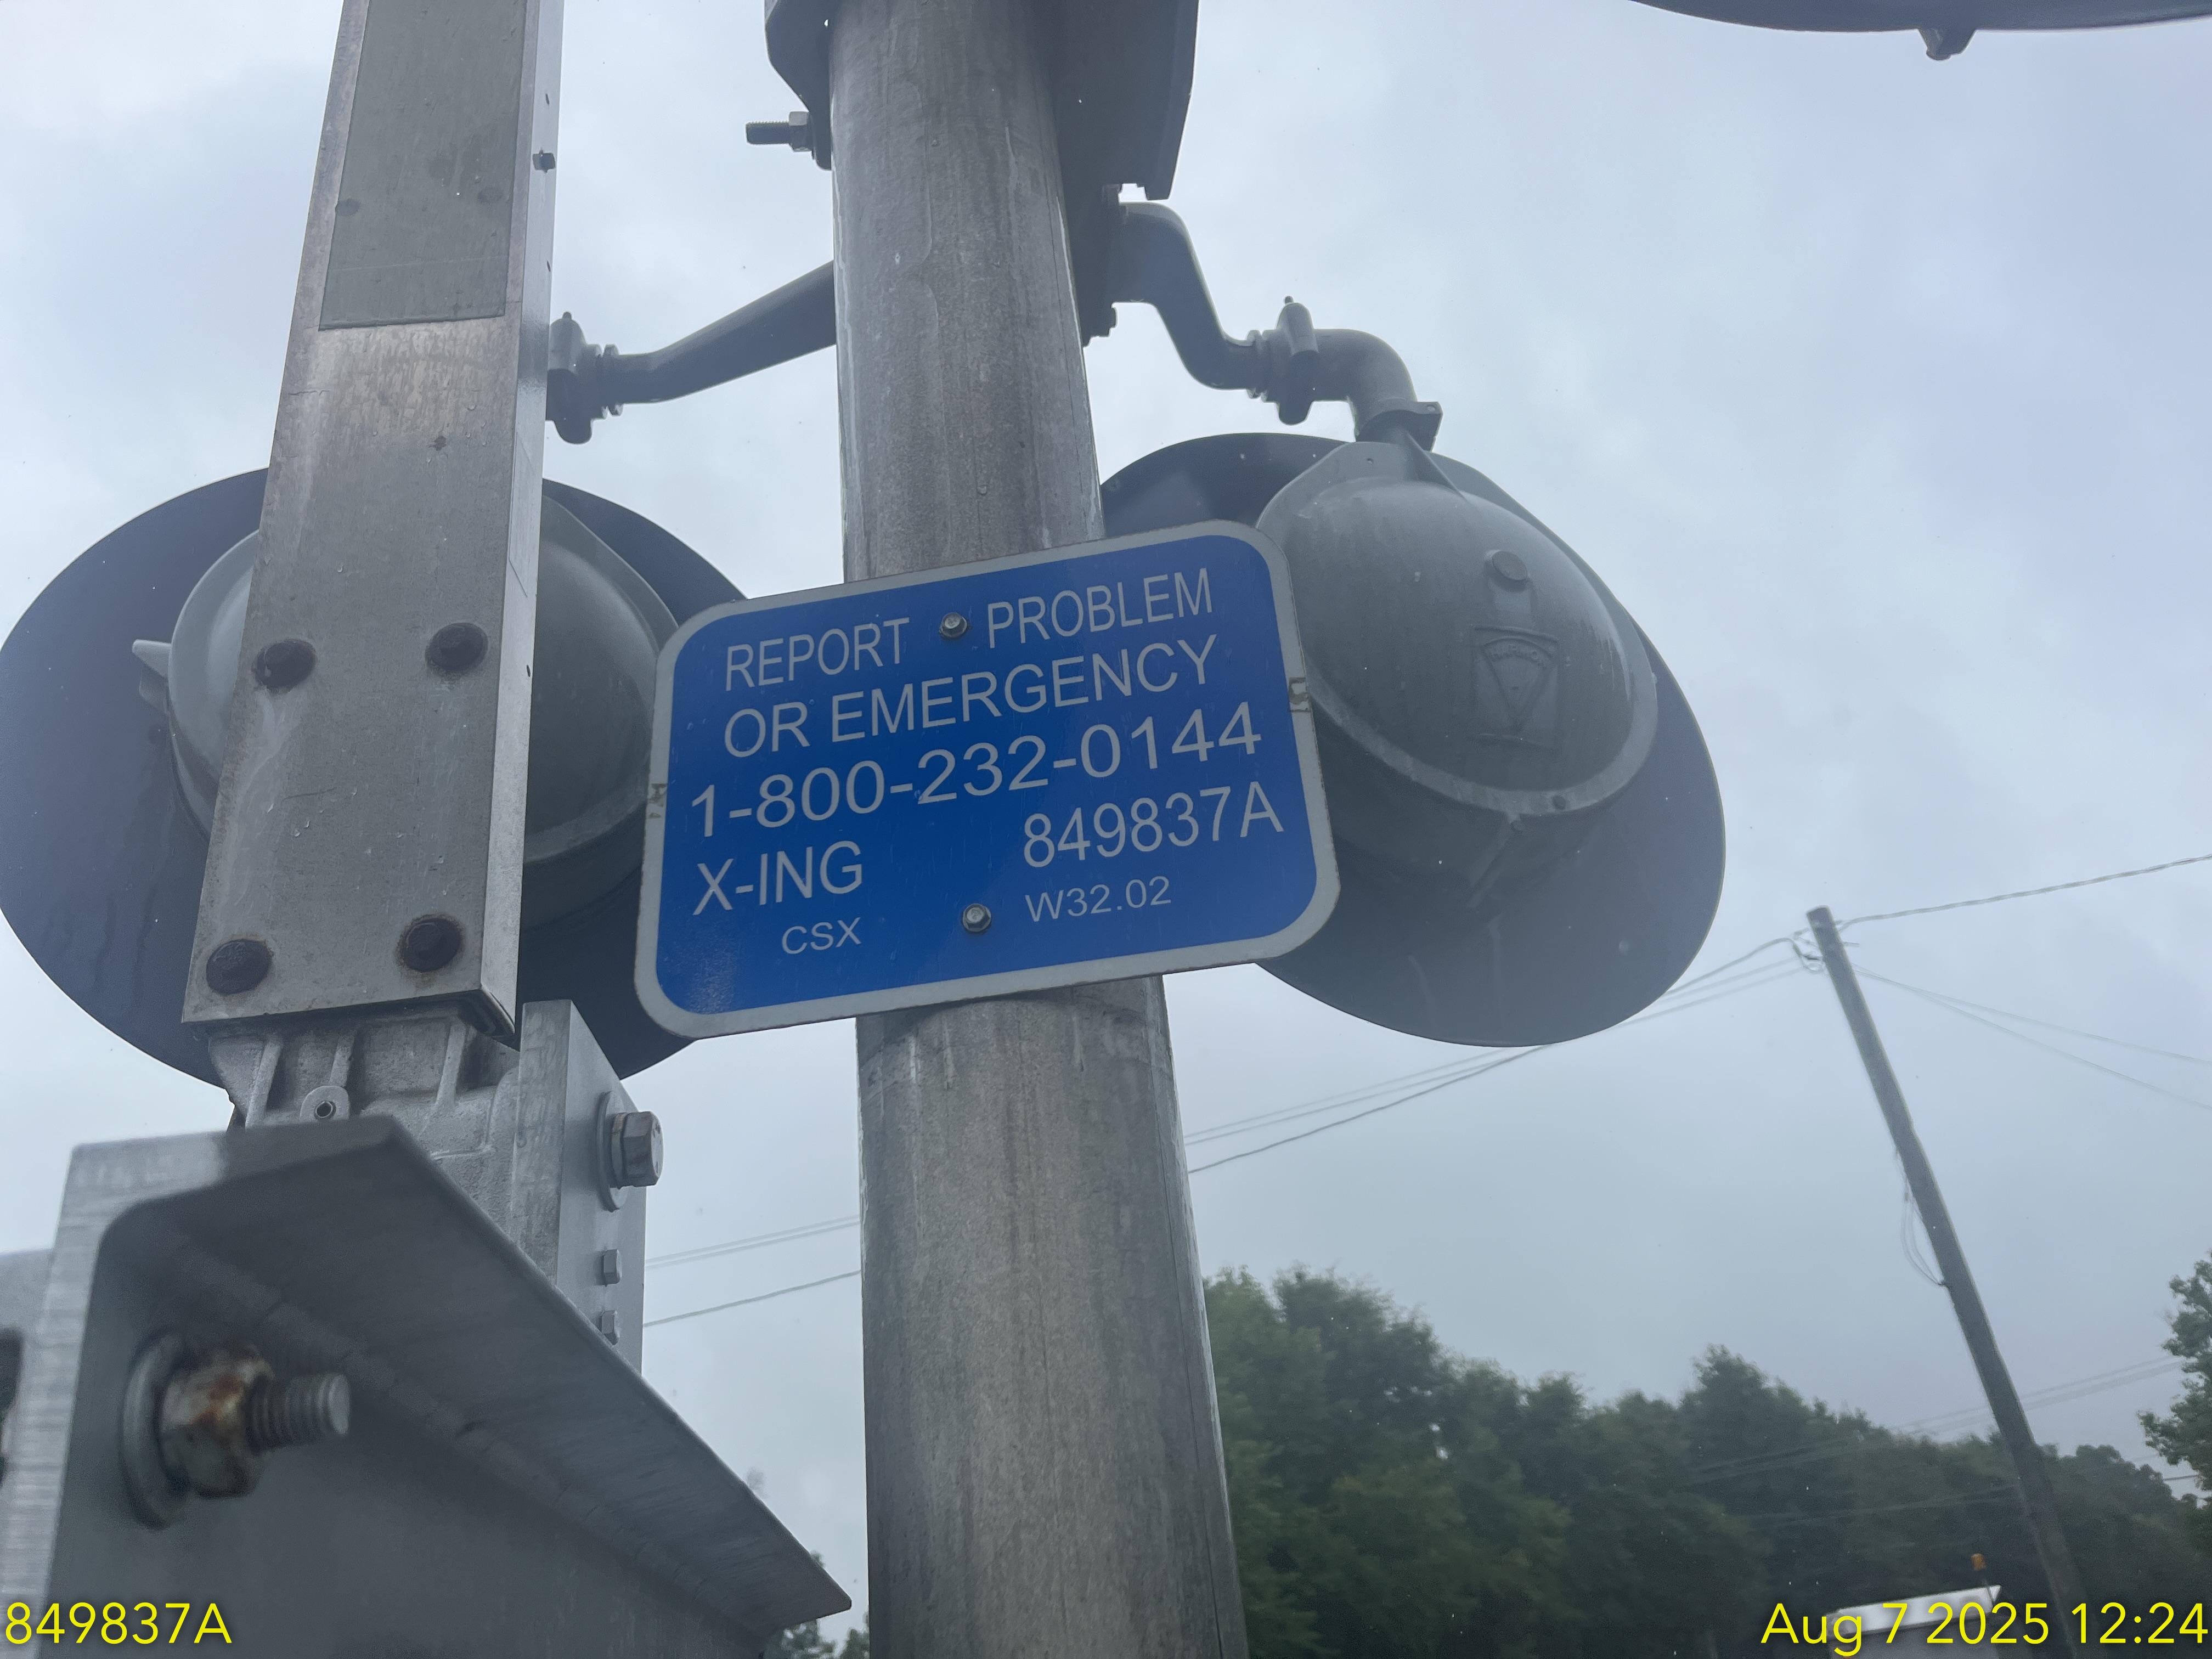 REPORT PROBLEM
OR EMERGENCY
1-800-232-0144
X-ING 849837A
CSX W32.02
849837A
Aug 7 2025 12:24